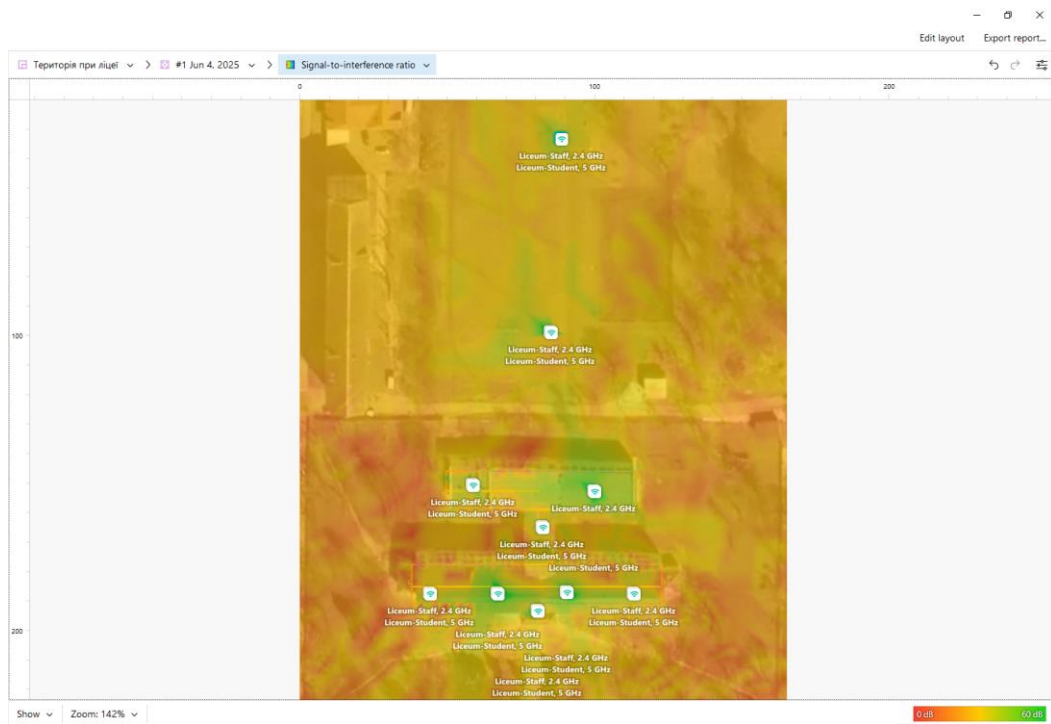 Edit layout Export report...
Територія при ліцеї #1 Jun 4, 2025 Signal-to-interference ratio
0 100 200
Liceum-Staff, 2.4 GHz
Liceum-Student, 5 GHz
100
Liceum-Staff, 2.4 GHz
Liceum-Student, 5 GHz
Liceum-Staff, 2.4 GHz
Liceum-Student, 5 GHz
Liceum-Staff, 2.4 GHz
Liceum-Staff, 2.4 GHz
Liceum-Student, 5 GHz
Liceum-Student, 5 GHz
Liceum-Staff, 2.4 GHz
Liceum-Student, 5 GHz
Liceum-Staff, 2.4 GHz
Liceum-Student, 5 GHz
200
Liceum-Staff, 2.4 GHz
Liceum-Student, 5 GHz
Liceum-Staff, 2.4 GHz
Liceum-Student, 5 GHz
Liceum-Staff, 2.4 GHz
Liceum-Student, 5 GHz
Show Zoom: 142% 0 dB 60 dB